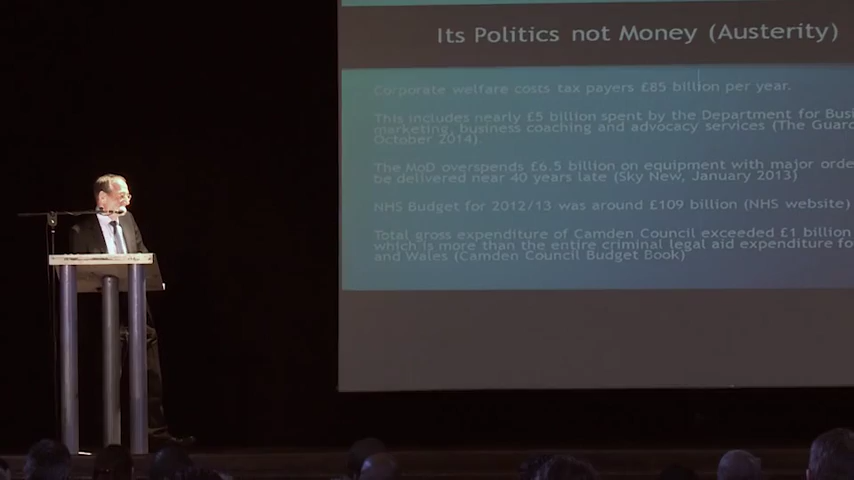 Its Politics not Money (Austerity)
Corporate welfare costs tax payers £85 billion per year.
This includes nearly £5 billion spent by the Department for Busi
marketing, business coaching and advocacy services (The Guard
October 2014)
The MoD overspends £6.5 billion on equipment with major orde
be delivered near 40 years late (Sky New, January 2013)
NHS Budget for 2012/13 was around £109 billion (NHS website)
Total gross expenditure of Camden Council exceeded £1 billion
which is more than the entire criminal legal aid expenditure fo
and Wales (Camden Council Budget Book)